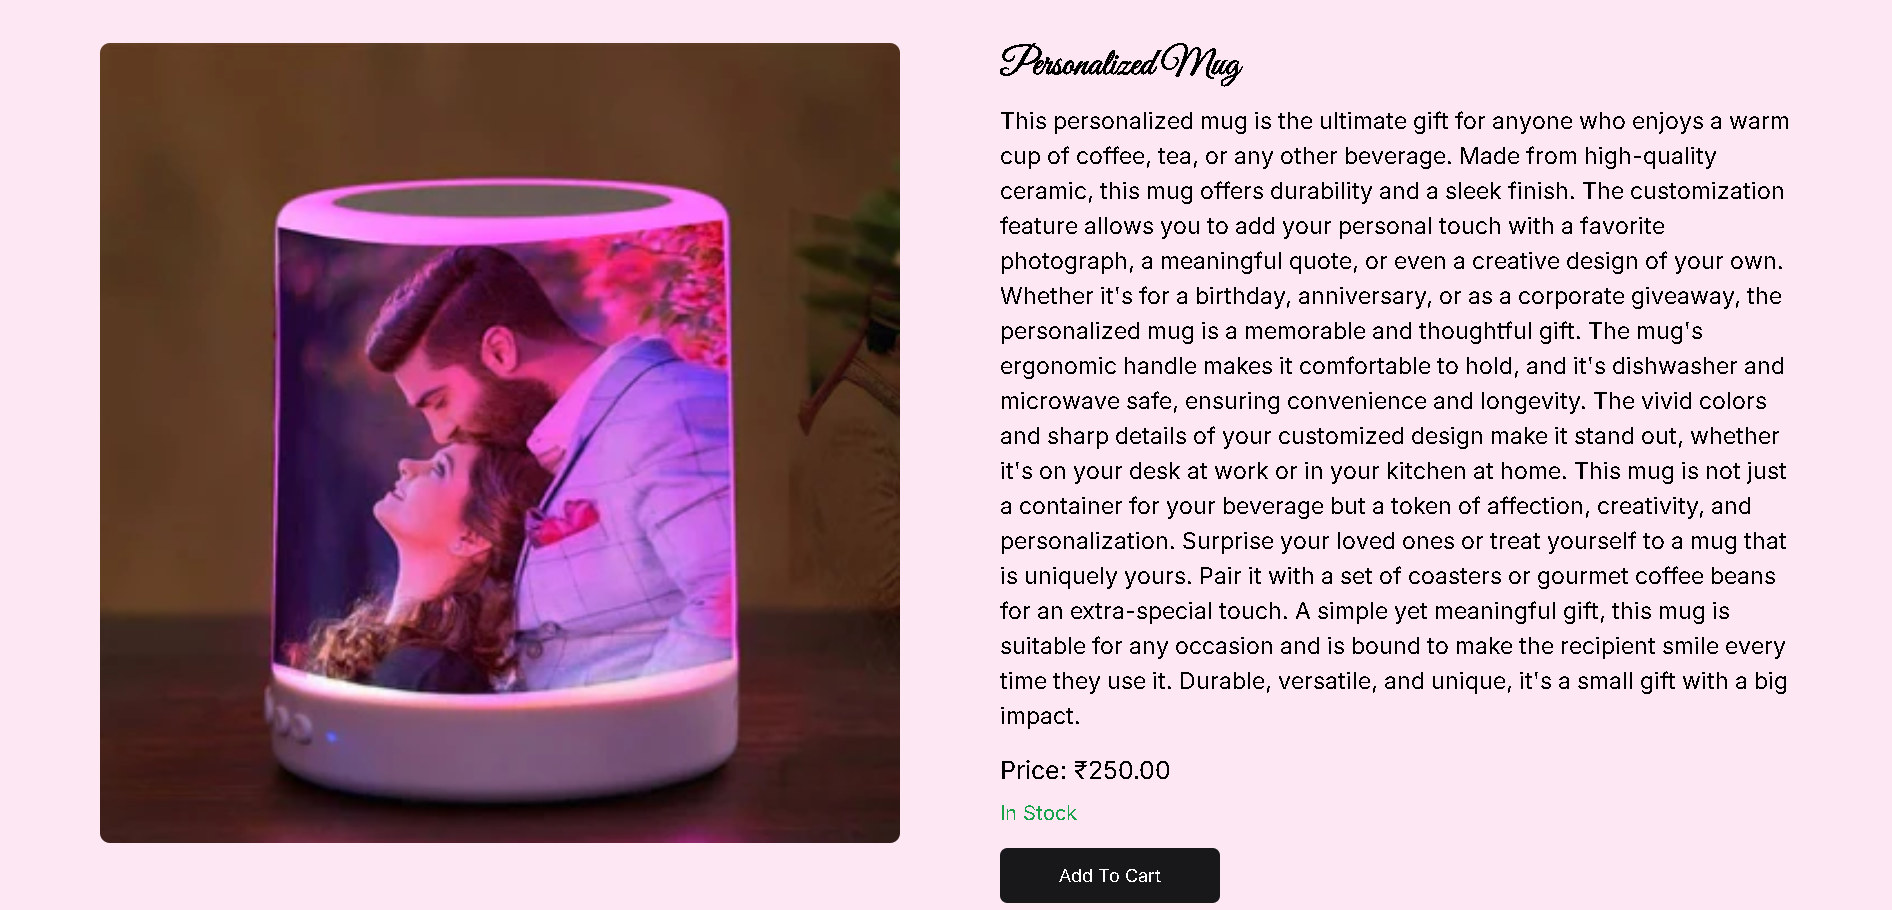 Personalized Mug
This personalized mug is the ultimate gift for anyone who enjoys a warm
cup of coffee, tea, or any other beverage. Made from high-quality
ceramic, this mug offers durability and a sleek finish. The customization
feature allows you to add your personal touch with a favorite
photograph, a meaningful quote, or even a creative design of your own.
Whether it's for a birthday, anniversary, or as a corporate giveaway, the
personalized mug is a memorable and thoughtful gift. The mug's
ergonomic handle makes it comfortable to hold, and it's dishwasher and
microwave safe, ensuring convenience and longevity. The vivid colors
and sharp details of your customized design make it stand out, whether
it's on your desk at work or in your kitchen at home. This mug is not just
a container for your beverage but a token of affection, creativity, and
personalization. Surprise your loved ones or treat yourself to a mug that
is uniquely yours. Pair it with a set of coasters or gourmet coffee beans
for an extra-special touch. A simple yet meaningful gift, this mug is
suitable for any occasion and is bound to make the recipient smile every
time they use it. Durable, versatile, and unique, it's a small gift with a big
impact.
Price: ₹250.00
In Stock
Add To Cart